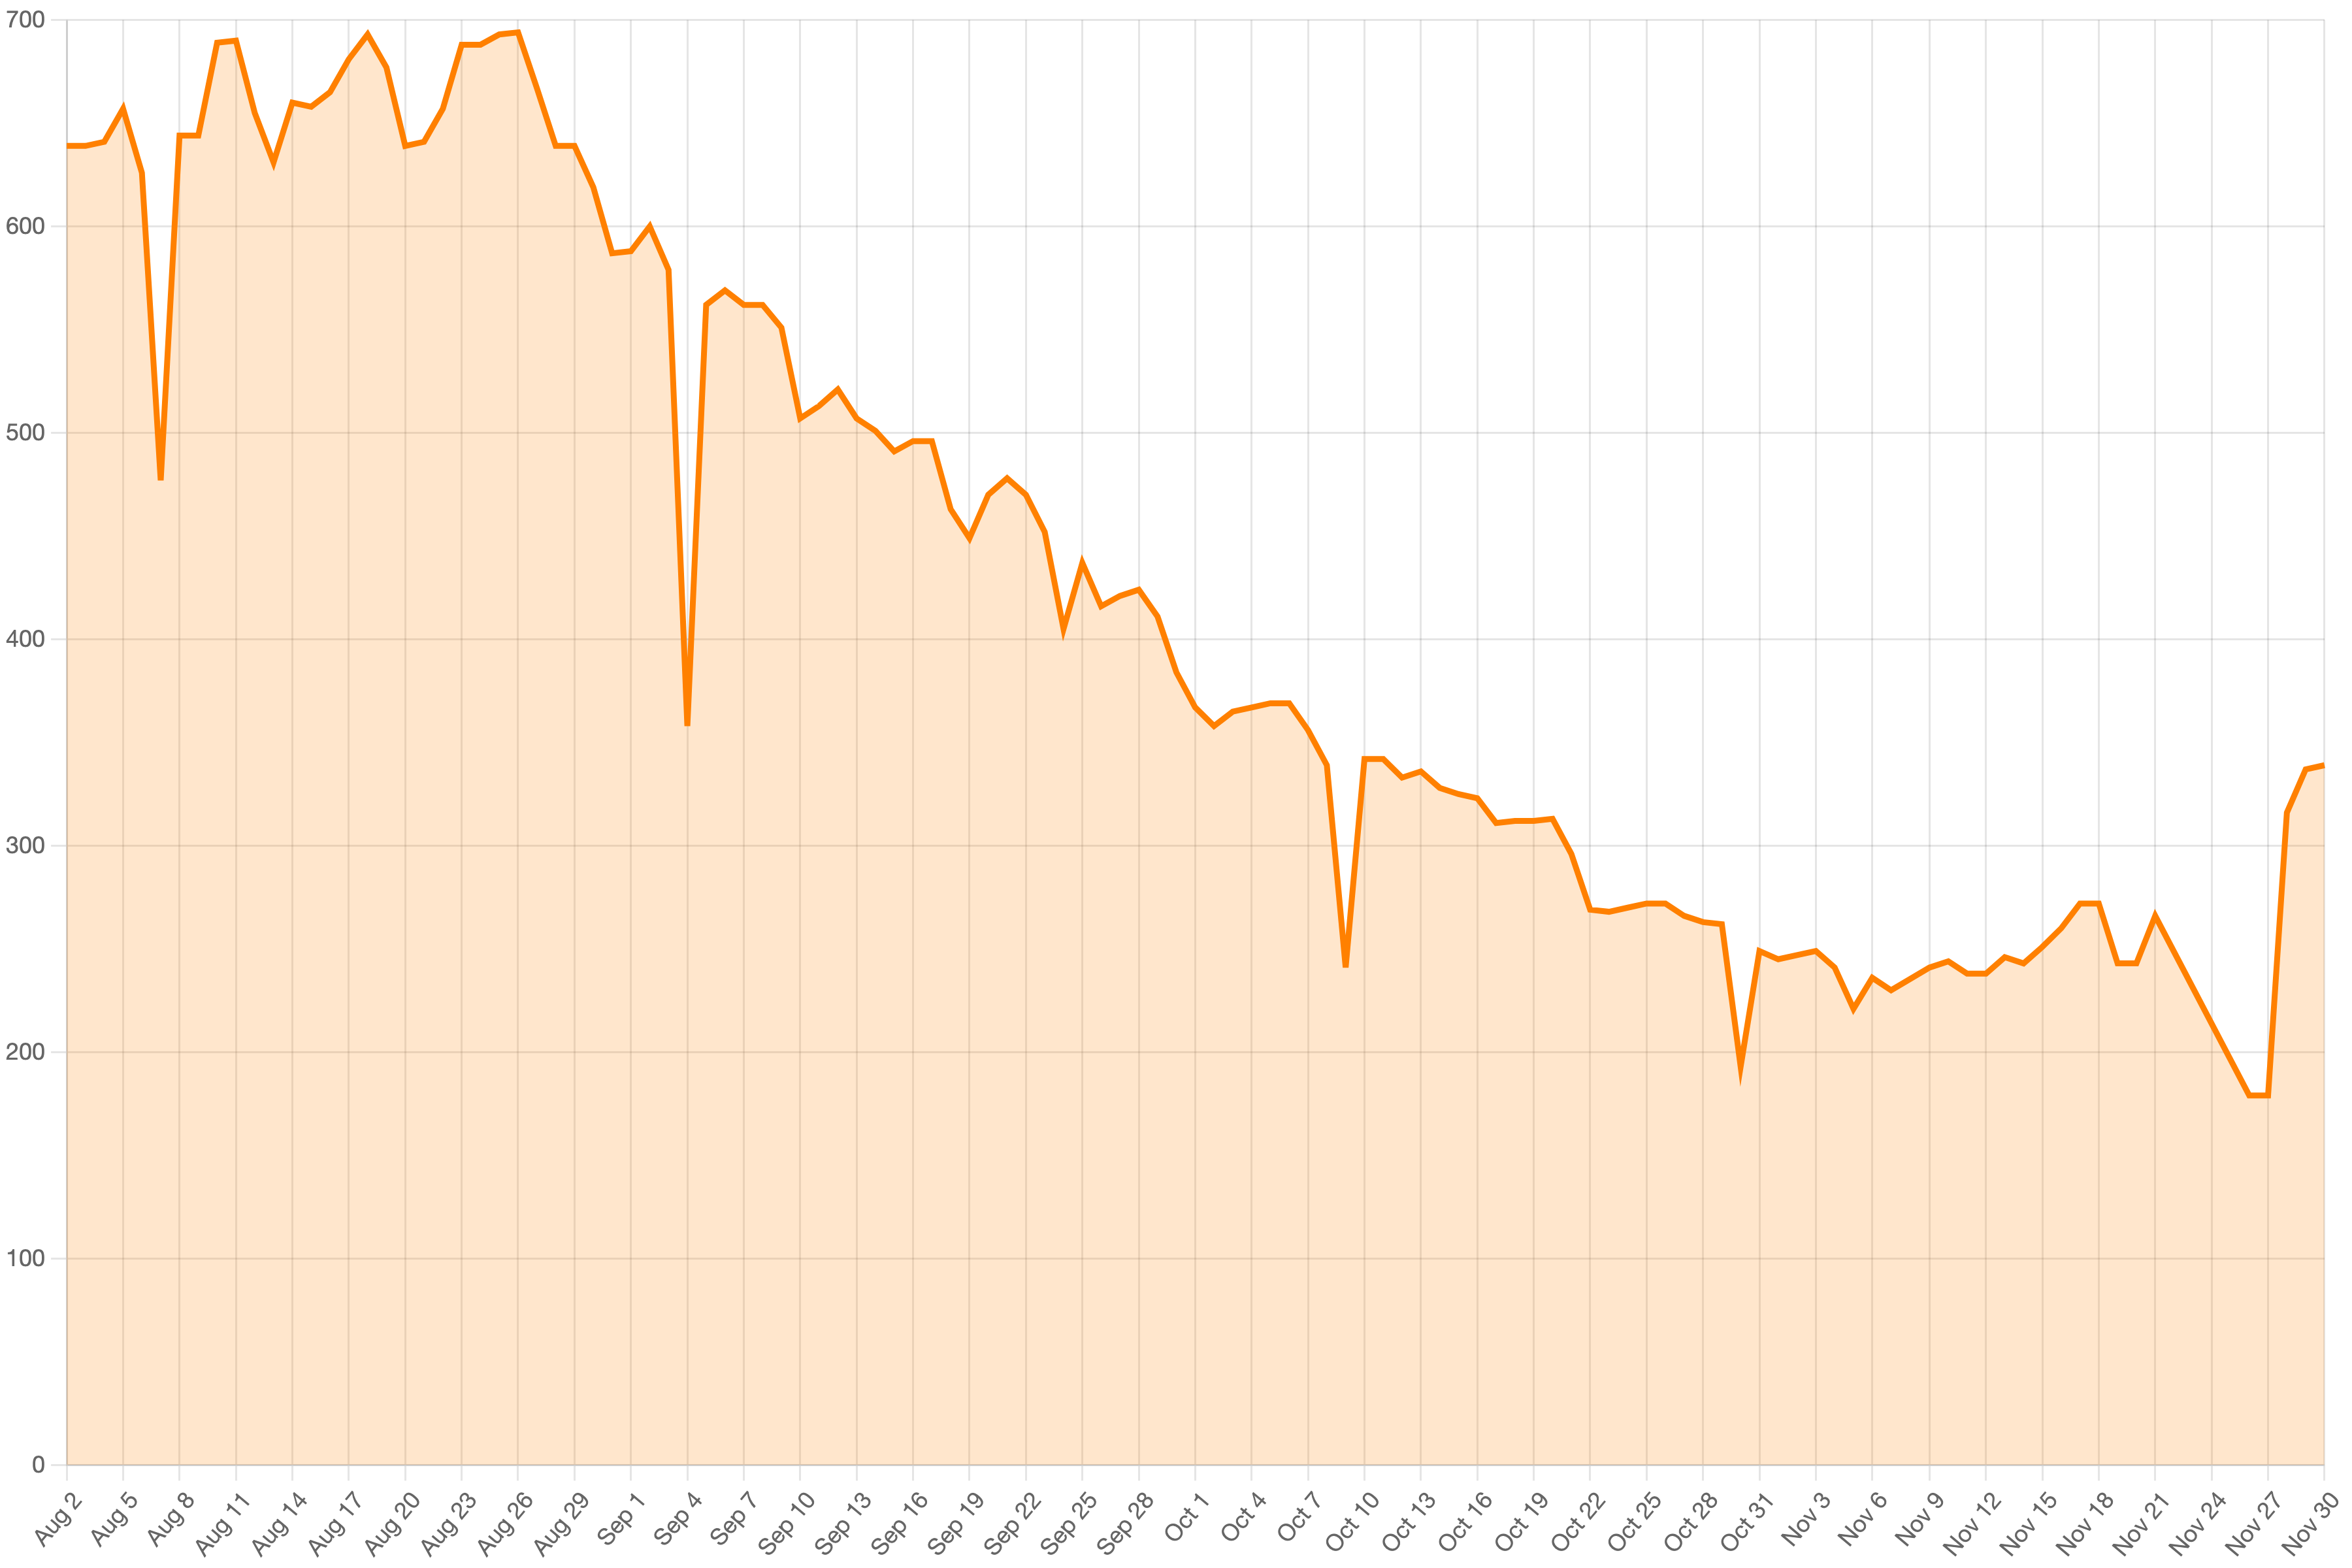 700
600
500
400
300
200
100
0
Aug 2
Aug 5
Aug 8
Aug 11
Aug 14
Aug 17
Aug 20
Aug 23
Aug 26
Aug 29
Sep 1
Sep 4
Sep 7
Sep 10
Sep 13
Sep 16
Sep 19
Sep 22
Sep 25
Sep 28
Oct 1
Oct 4
Oct 7
Oct 10
Oct 13
Oct 16
Oct 19
Oct 22
Oct 25
Oct 28
Oct 31
Nov 3
Nov 6
Nov 9
Nov 12
Nov 15
Nov 18
Nov 21
Nov 24
Nov 27
Nov 30